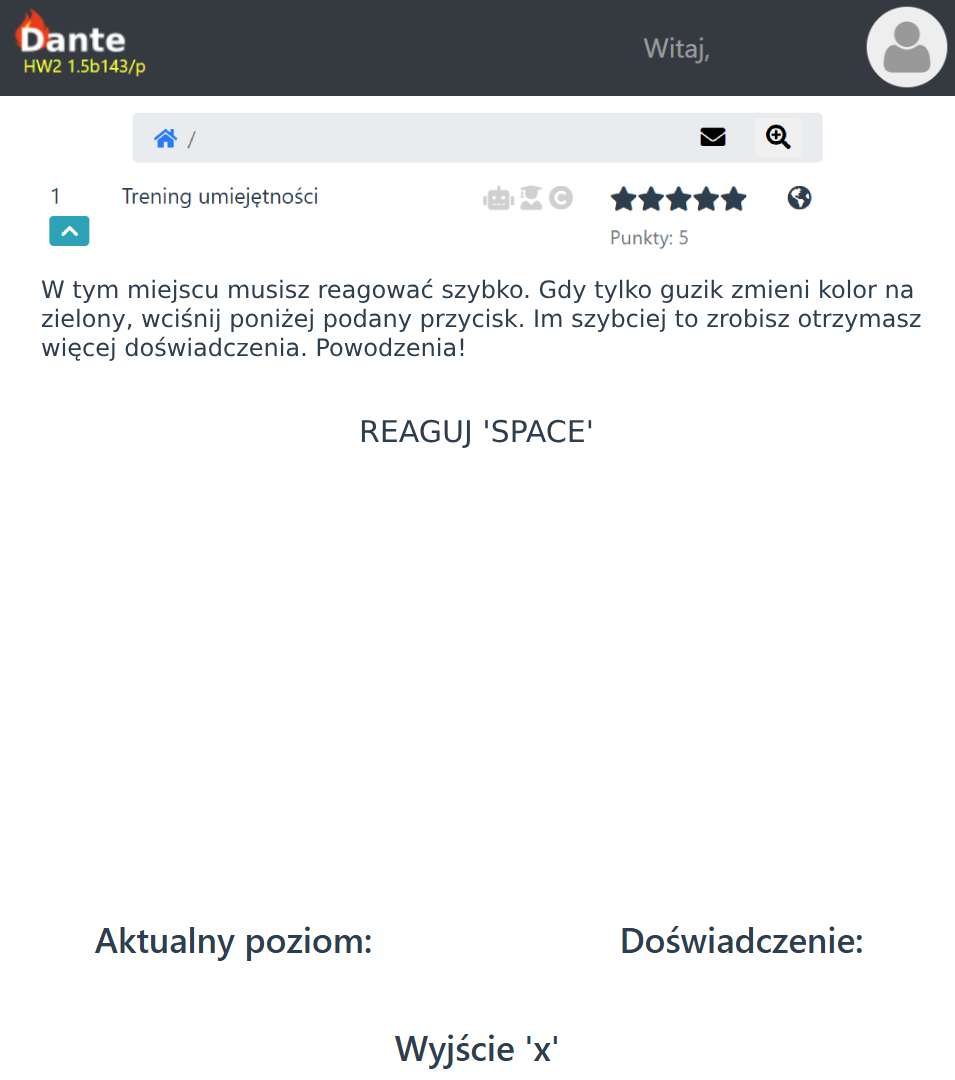 Dante
HW2 1.5b143/p
Witaj,
/
1 Trening umiejętności
Punkty: 5
W tym miejscu musisz reagować szybko. Gdy tylko guzik zmieni kolor na
zielony, wciśnij poniżej podany przycisk. Im szybciej to zrobisz otrzymasz
więcej doświadczenia. Powodzenia!
REAGUJ 'SPACE'
Aktualny poziom:
Doświadczenie:
Wyjście 'x'